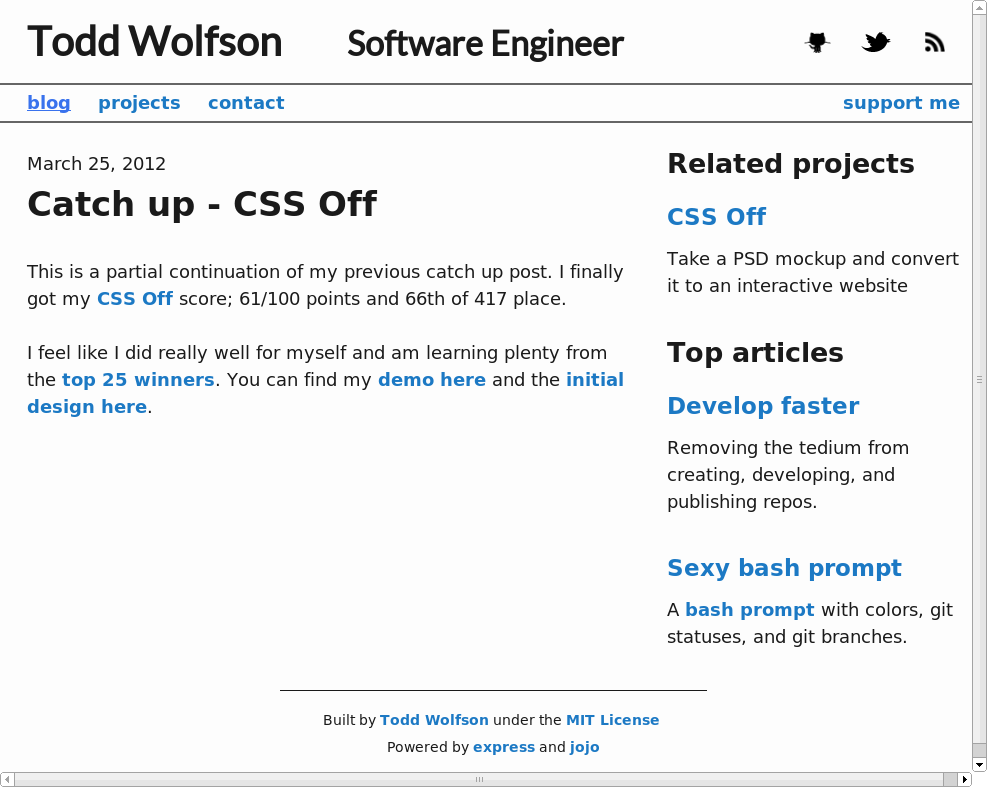 Todd Wolfson Software Engineer
blog projects contact support me
March 25, 2012
Catch up - CSS Off
This is a partial continuation of my previous catch up post. I finally
got my CSS Off score; 61/100 points and 66th of 417 place.
I feel like I did really well for myself and am learning plenty from
the top 25 winners. You can find my demo here and the initial
design here.
Related projects
CSS Off
Take a PSD mockup and convert
it to an interactive website
Top articles
Develop faster
Removing the tedium from
creating, developing, and
publishing repos.
Sexy bash prompt
A bash prompt with colors, git
statuses, and git branches.
Built by Todd Wolfson under the MIT License
Powered by express and jojo